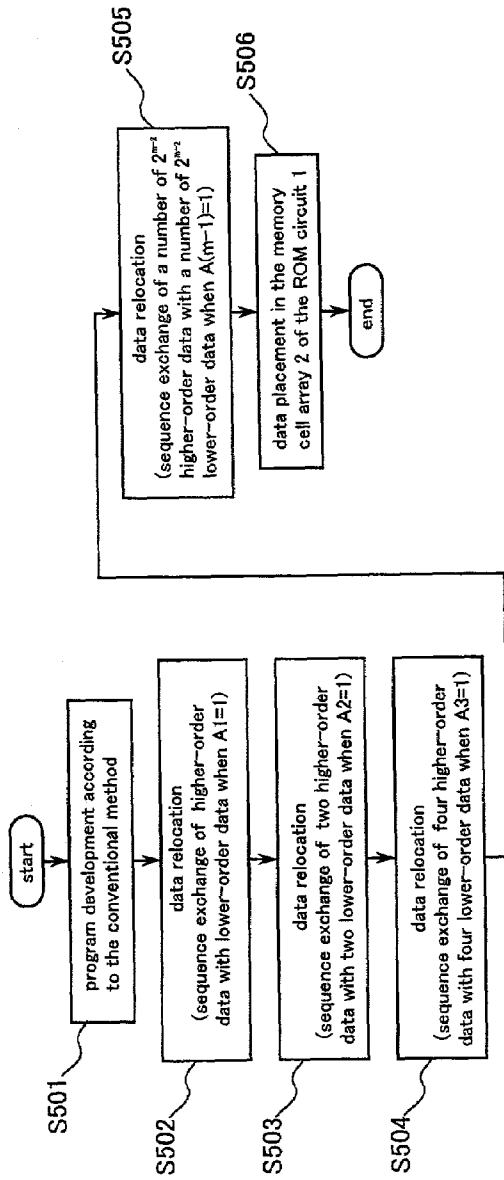 start
S501
program development according
to the conventional method
S502
data relocation
(sequence exchange of higher-order
data with lower-order data when A1=1)
S503
data relocation
(sequence exchange of two higher-order
data with two lower-order data when A2=1)
S504
data relocation
(sequence exchange of four higher-order
data with four lower-order data when A3=1)
S505
data relocation
(sequence exchange of a number of 2^{m-2}
higher-order data with a number of 2^{m-2}
lower-order data when A(m-1)=1)
S506
data placement in the memory
cell array 2 of the ROM circuit 1
end